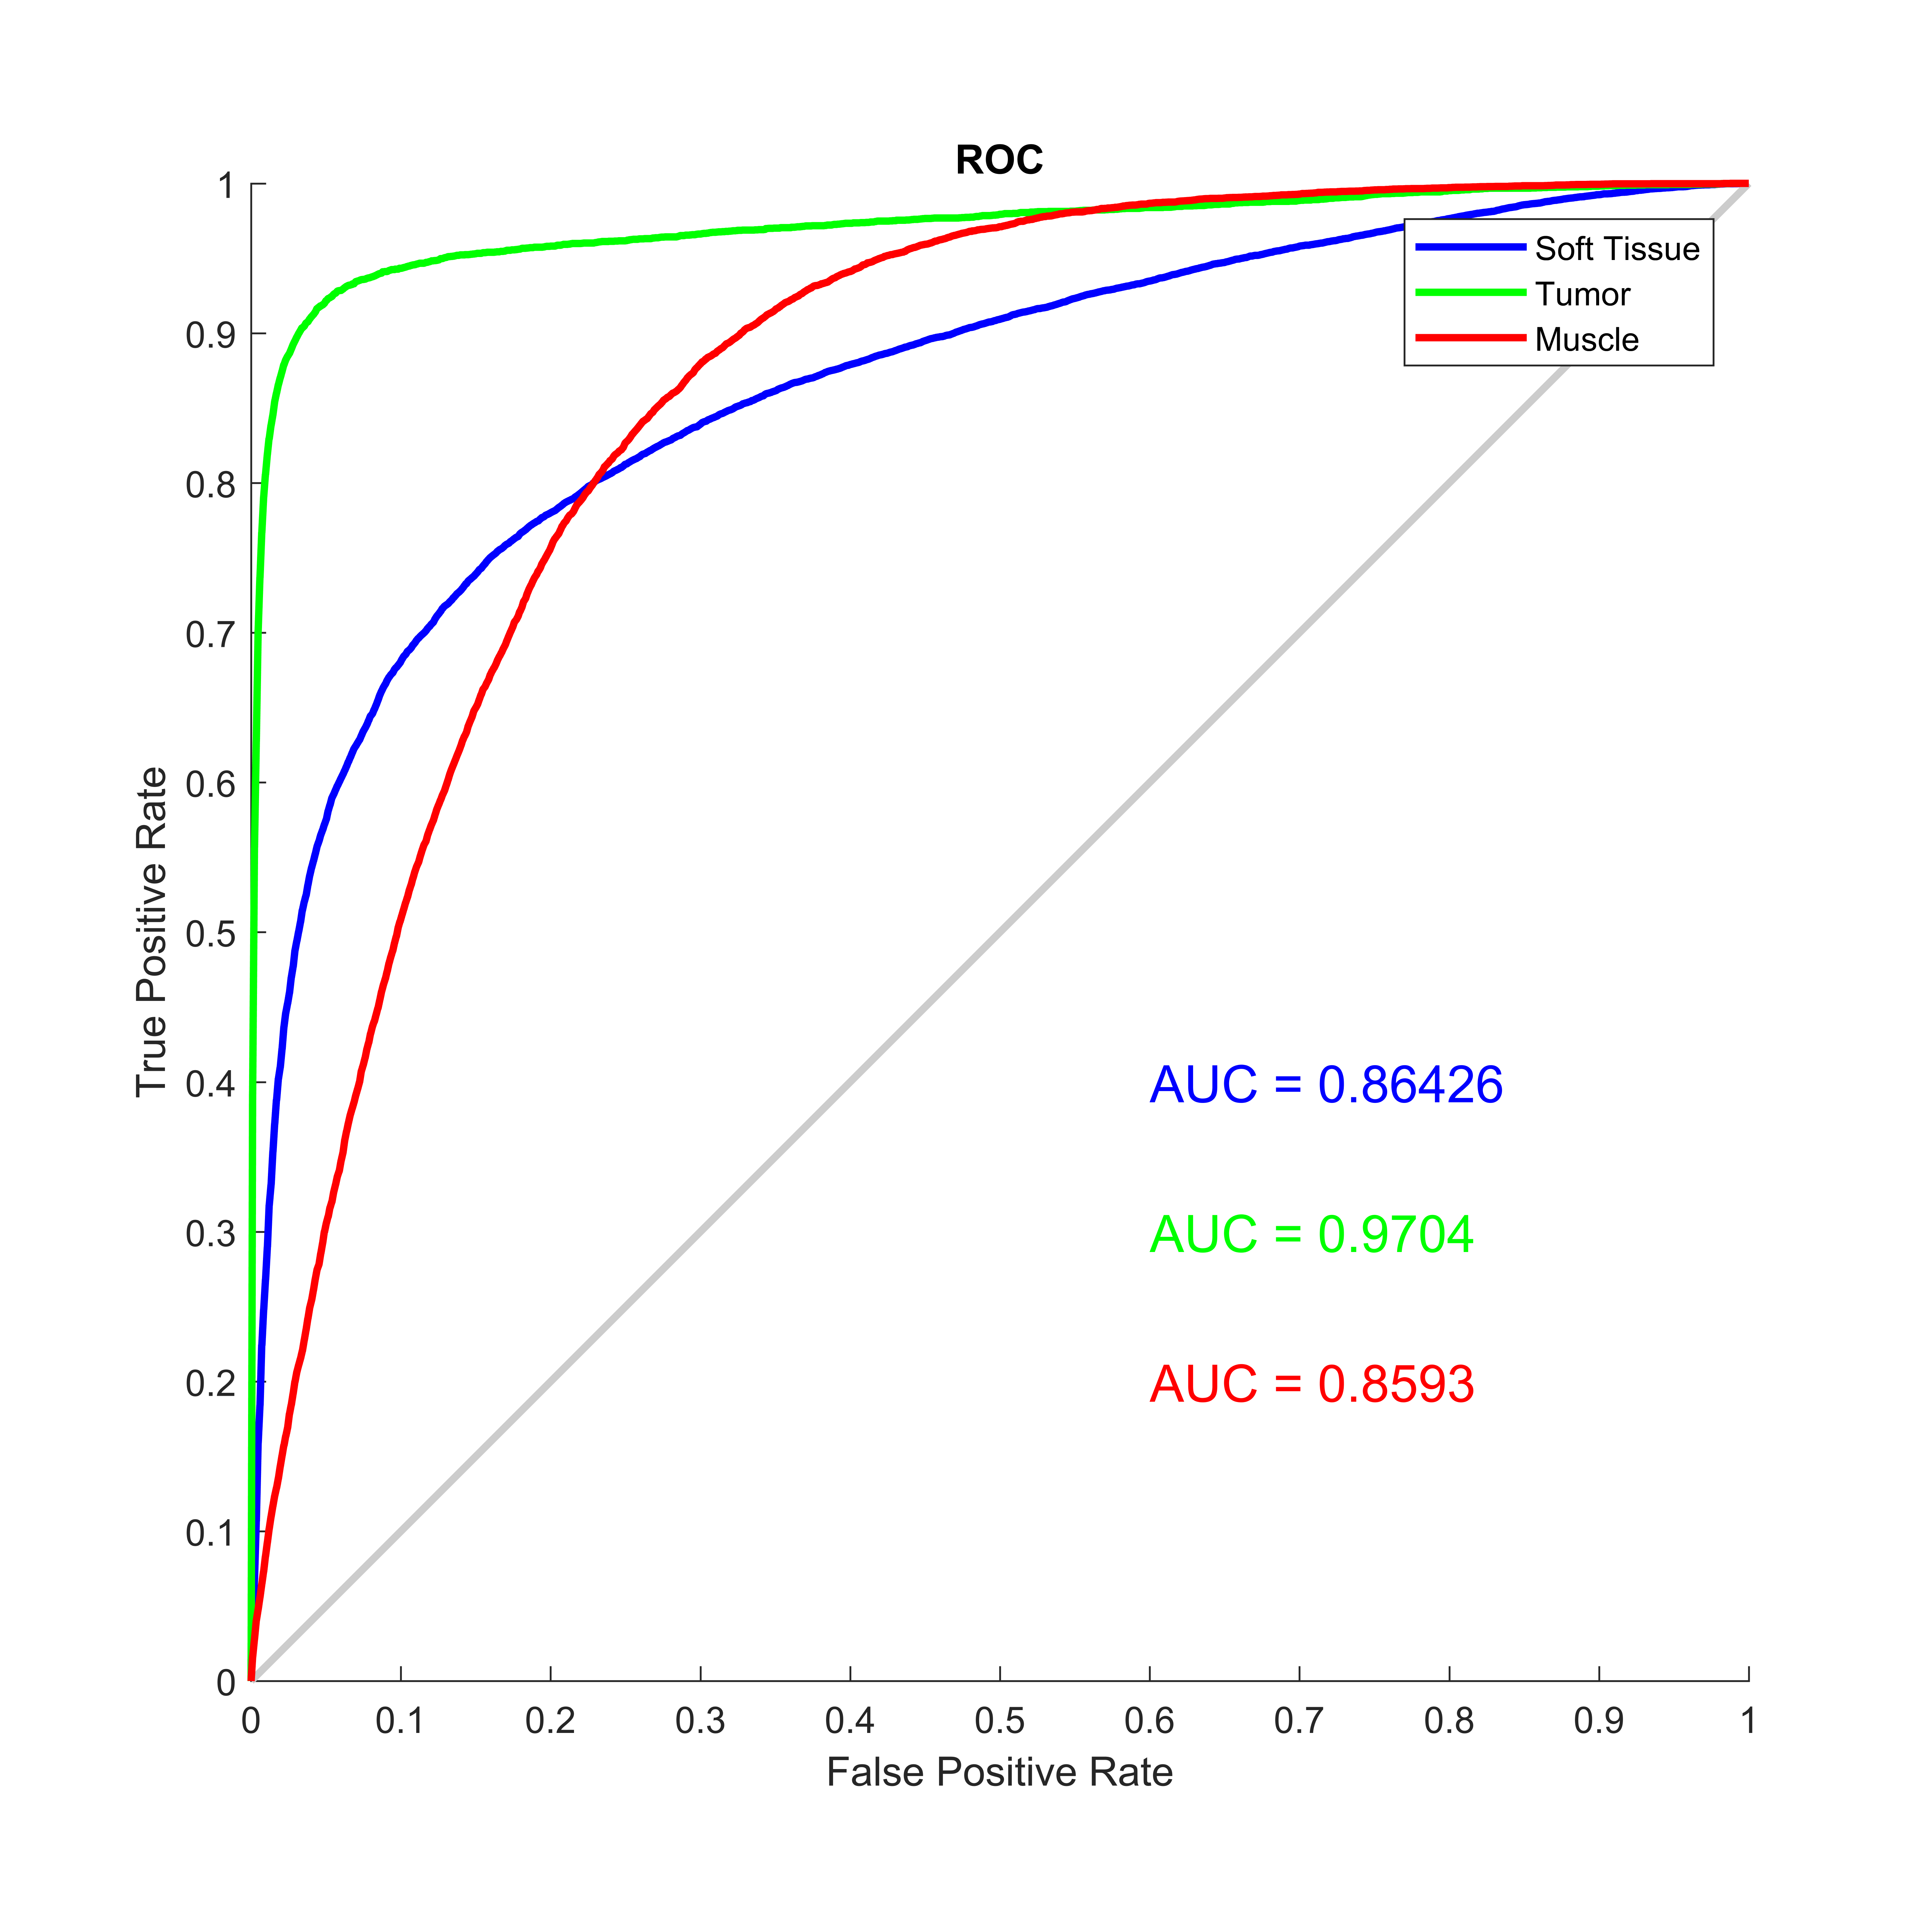 ROC
1
0.9
0.8
0.7
0.6
0.5
0.4
0.3
0.2
0.1
0
True Positive Rate
Soft Tissue
Tumor
Muscle
AUC = 0.86426
AUC = 0.9704
AUC = 0.8593
0 0.1 0.2 0.3 0.4 0.5 0.6 0.7 0.8 0.9 1
False Positive Rate